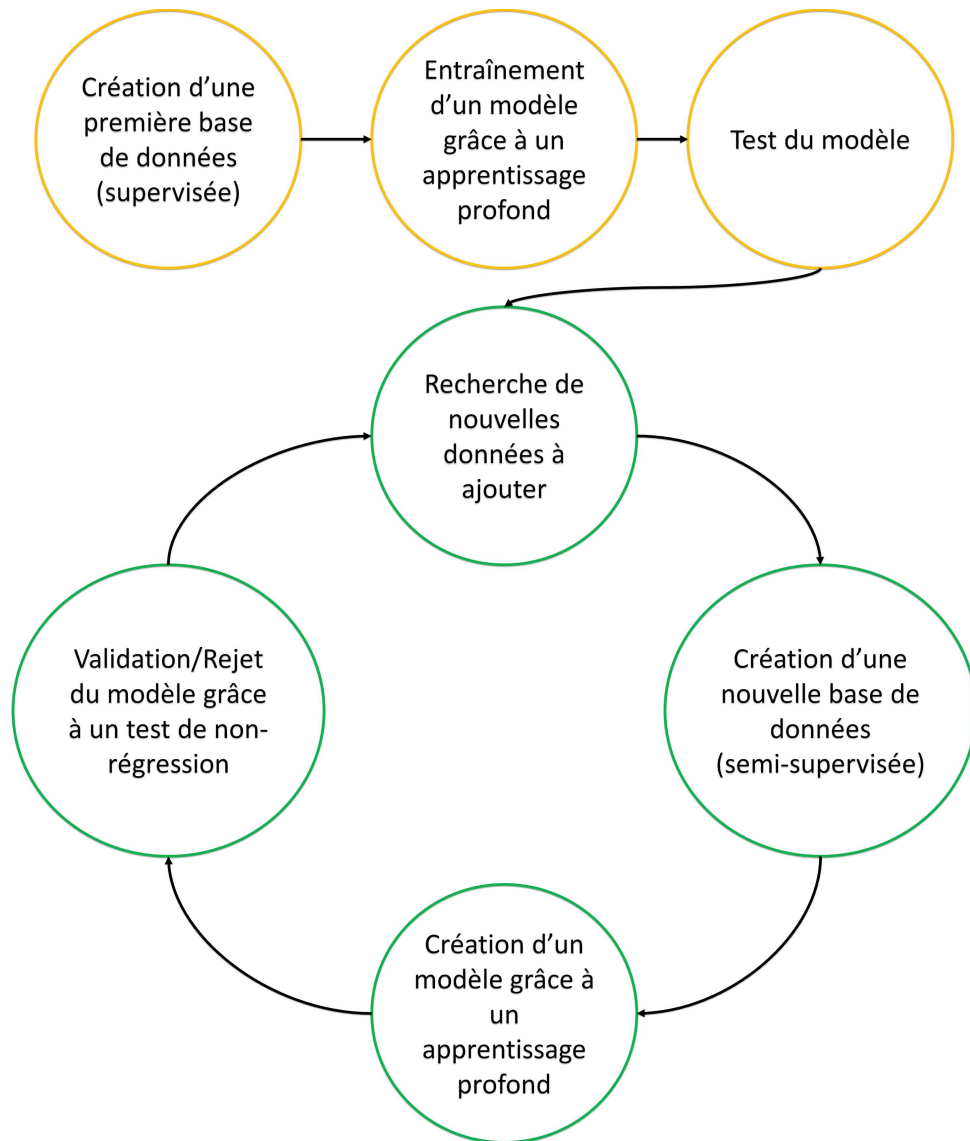 Création d’une
première base
de données
(supervisée)
Entraînement
d’un modèle
grâce à un
apprentissage
profond
Test du modèle
Recherche de
nouvelles
données à
ajouter
Création d’une
nouvelle base de
données
(semi-supervisée)
Création d’un
modèle grâce à
un
apprentissage
profond
Validation/Rejet
du modèle grâce
à un test de non-
régression